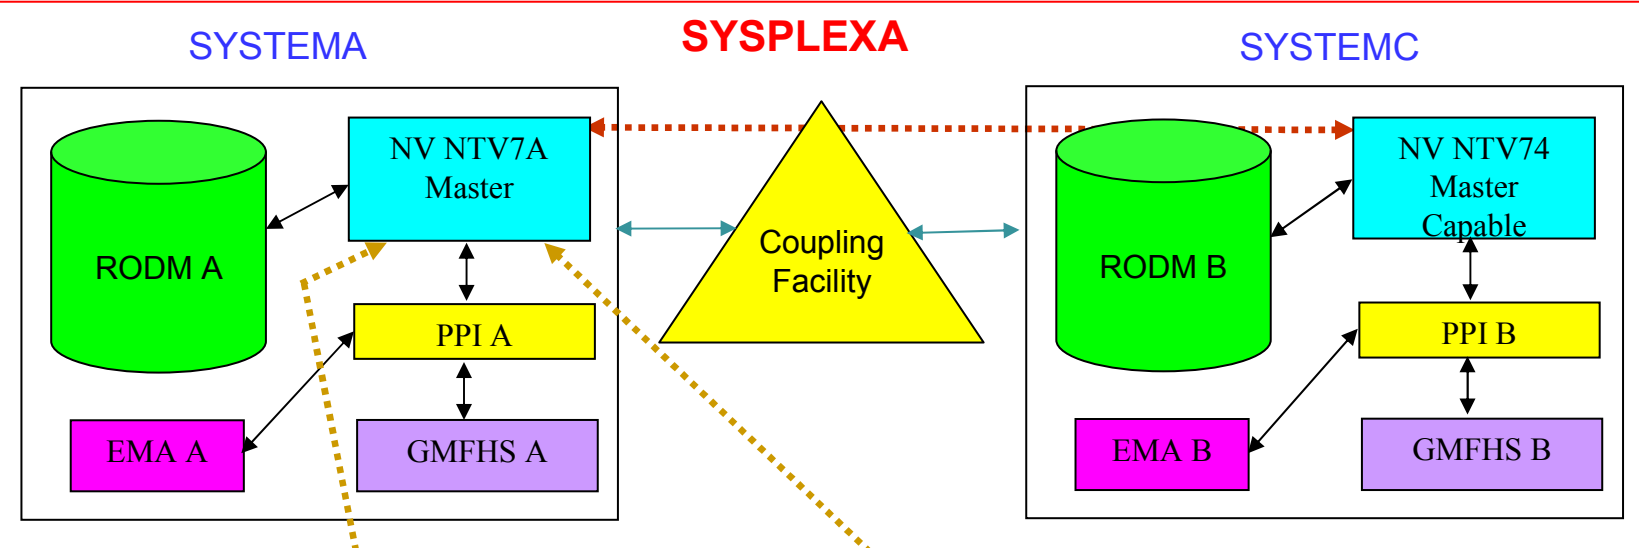 SYSTEMA
SYSPLEXA
SYSTEMC
RODM A
NV NTV7A
Master
PPI A
EMA A
GMFHS A
Coupling
Facility
RODM B
NV NTV74
Master
Capable
PPI B
EMA B
GMFHS B